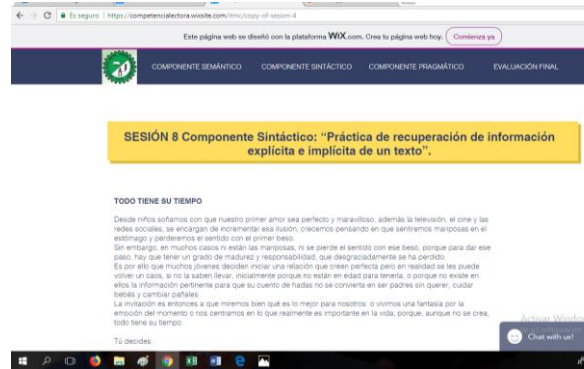 Es seguro | https://competencialectora.wixsite.com/itmc/copy-of-sesion-4
Este página web se diseñó con la plataforma WiX.com. Crea tu página web hoy. Comienza ya
COMPONENTE SEMÁNTICO COMPONENTE SINTÁCTICO COMPONENTE PRAGMÁTICO EVALUACIÓN FINAL
SESIÓN 8 Componente Sintáctico: “Práctica de recuperación de información
explícita e implícita de un texto”.
TODO TIENE SU TIEMPO
Desde niños soñamos con que nuestro primer amor sea perfecto y maravilloso, además la televisión, el cine y las
redes sociales, se encargan de incrementar esa ilusión, crecemos pensando en que sentiremos mariposas en el
estómago y perderemos el sentido con el primer beso.
Sin embargo, en muchos casos ni están las mariposas, ni se pierde el sentido con ese beso, porque para dar ese
paso, hay que tener un grado de madurez y responsabilidad, que desgraciadamente se ha perdido.
Es por ello que muchos jóvenes deciden iniciar una relación que creen perfecta pero en realidad se les puede
volver un caos, si no la saben llevar, inicialmente porque no están en edad para tenerla, o porque no existe en
ellos la información pertinente para que su cuento de hadas no se convierta en ser padres sin querer, cuidar
bebés y cambiar pañales.
La invitación es entonces a que miremos bien qué es lo mejor para nosotros: o vivimos una fantasía por la
emoción del momento o nos centramos en lo que realmente es importante en la vida, porque, aunque no se crea,
todo tiene su tiempo.
Tú decides.
Activar Windows
Chat with us!